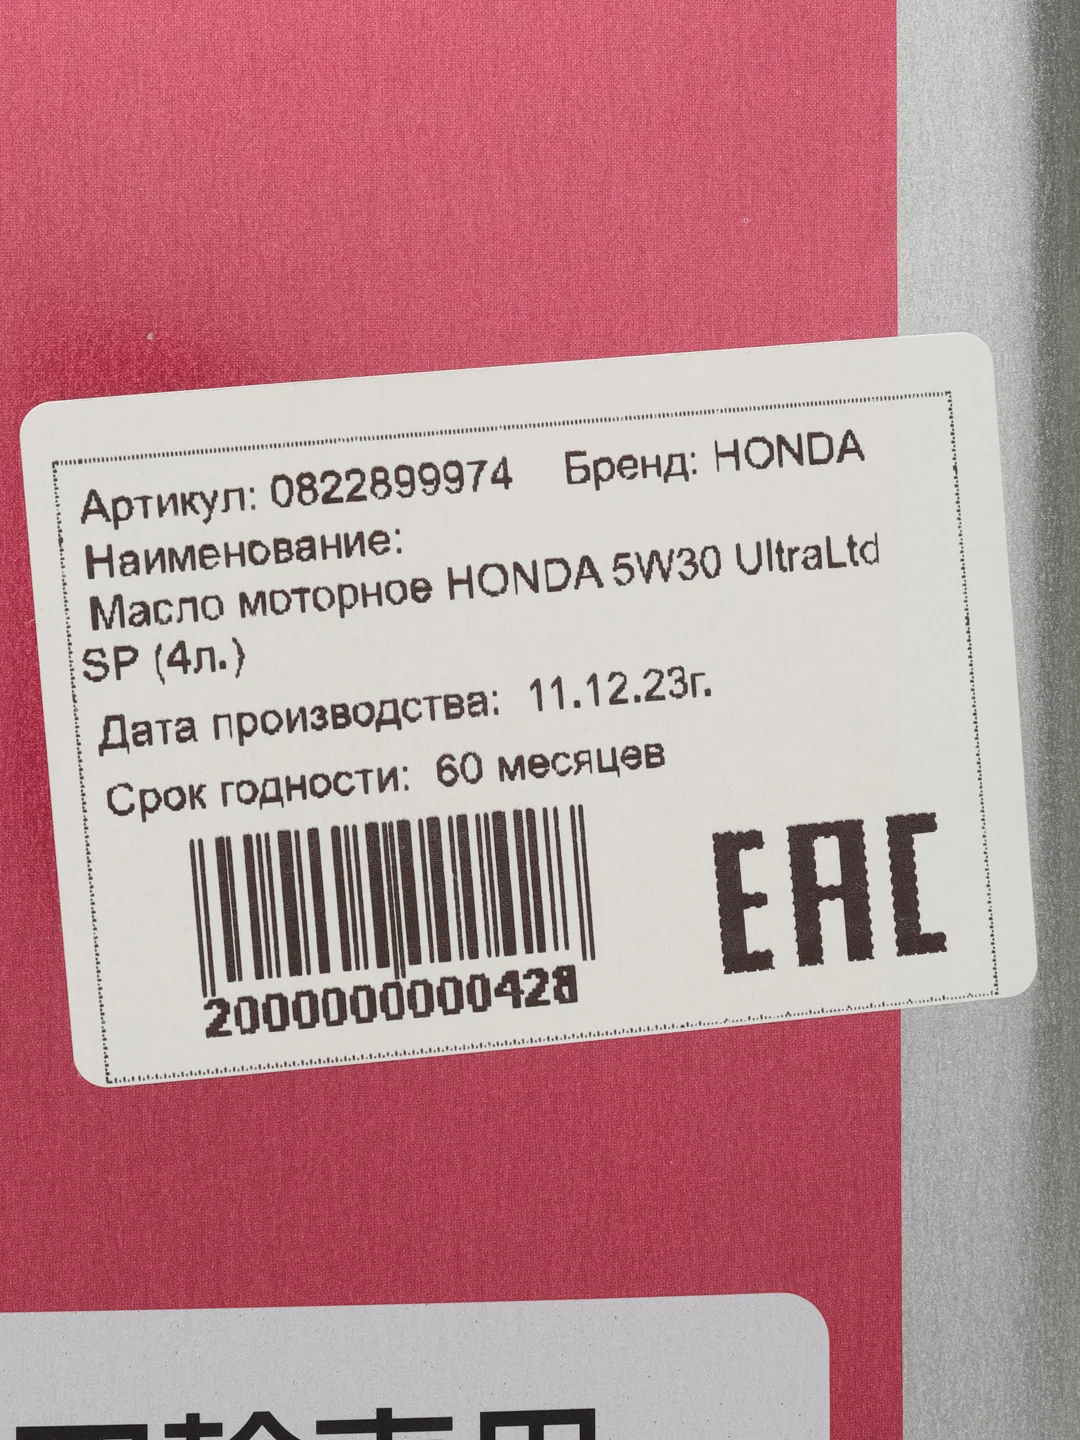 Артикул: 0822899974 Бренд: HONDA
Наименование:
Масло моторное HONDA 5W30 UltraLtd
SP (4л.)
Дата производства: 11.12.23г.
Срок годности: 60 месяцев
2000000000428
EAC